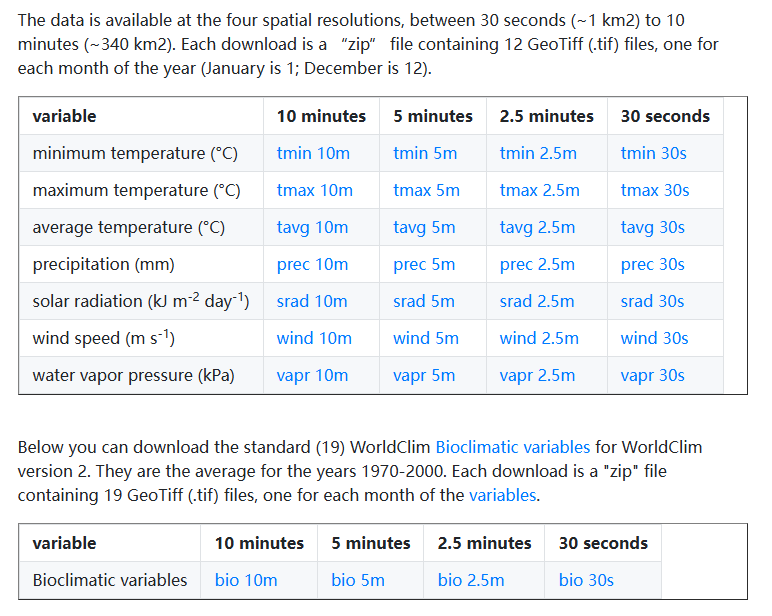 The data is available at the four spatial resolutions, between 30 seconds (~1 km2) to 10
minutes (~340 km2). Each download is a “zip” file containing 12 GeoTiff (.tif) files, one for
each month of the year (January is 1; December is 12).
variable 10 minutes 5 minutes 2.5 minutes 30 seconds
minimum temperature (°C) tmin 10m tmin 5m tmin 2.5m tmin 30s
maximum temperature (°C) tmax 10m tmax 5m tmax 2.5m tmax 30s
average temperature (°C) tavg 10m tavg 5m tavg 2.5m tavg 30s
precipitation (mm) prec 10m prec 5m prec 2.5m prec 30s
solar radiation (kJ m⁻² day⁻¹) srad 10m srad 5m srad 2.5m srad 30s
wind speed (m s⁻¹) wind 10m wind 5m wind 2.5m wind 30s
water vapor pressure (kPa) vapr 10m vapr 5m vapr 2.5m vapr 30s
Below you can download the standard (19) WorldClim Bioclimatic variables for WorldClim
version 2. They are the average for the years 1970-2000. Each download is a "zip" file
containing 19 GeoTiff (.tif) files, one for each month of the variables.
variable 10 minutes 5 minutes 2.5 minutes 30 seconds
Bioclimatic variables bio 10m bio 5m bio 2.5m bio 30s